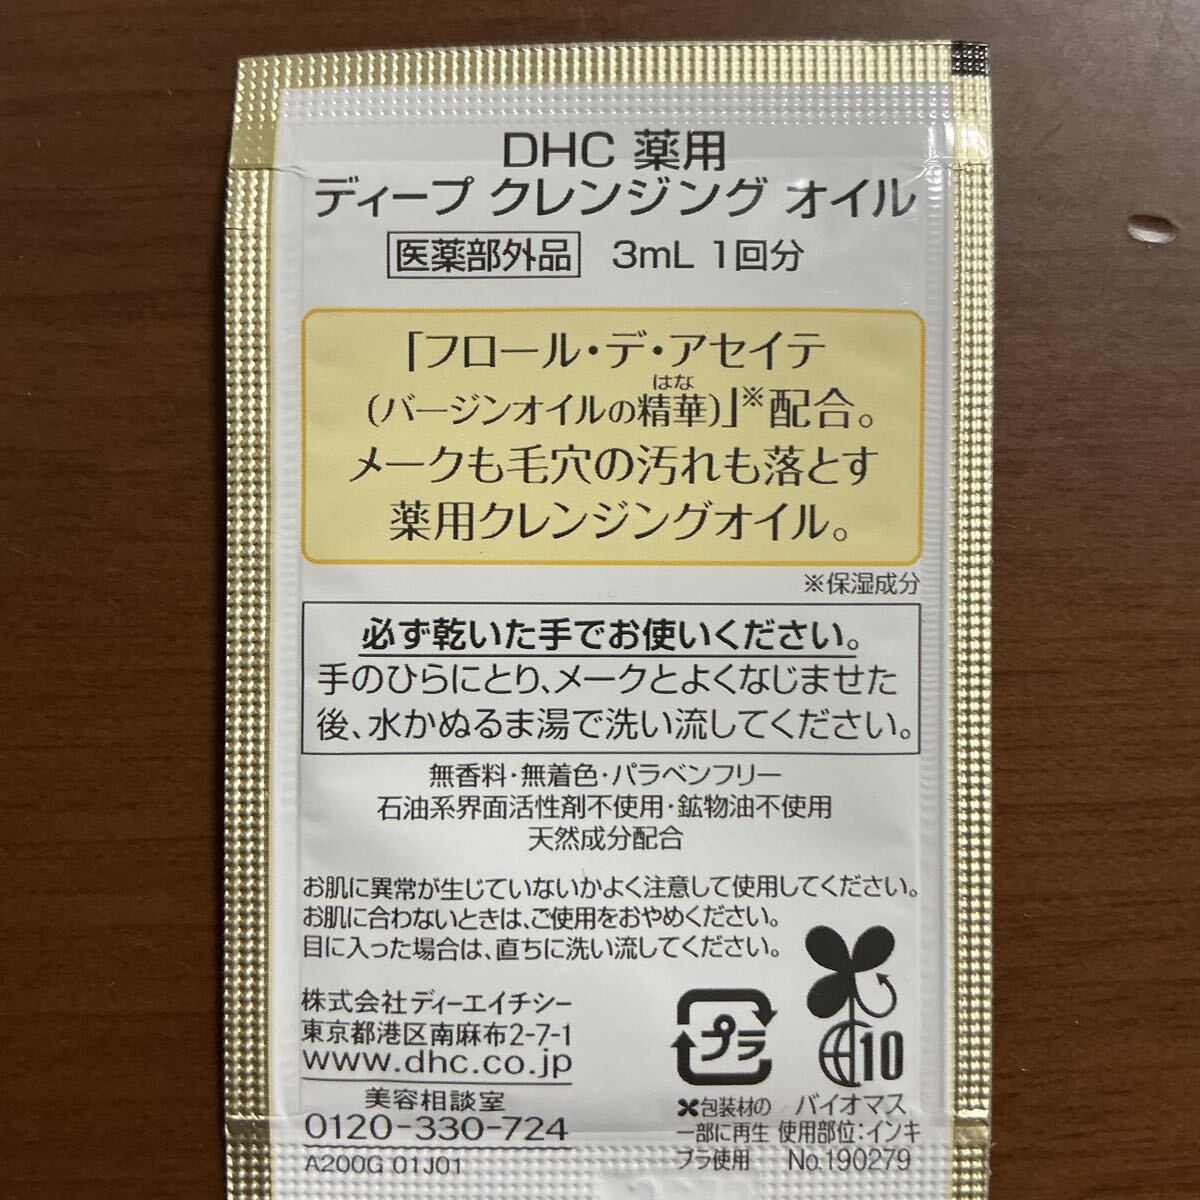 DHC 薬用
ディープ クレンジング オイル
医薬部外品 3mL 1回分
「フロール・デ・アセイテ
はな
(バージンオイルの精華)」※配合。
メークも毛穴の汚れも落とす
薬用クレンジングオイル。
※保湿成分
必ず乾いた手でお使いください。
手のひらにとり、メークとよくなじませた
後、水かぬるま湯で洗い流してください。
無香料・無着色・パラベンフリー
石油系界面活性剤不使用・鉱物油不使用
天然成分配合
お肌に異常が生じていないかよく注意して使用してください。
お肌に合わないときは、ご使用をおやめください。
目に入った場合は、直ちに洗い流してください。
株式会社ディーエイチシー
東京都港区南麻布2-7-1
www.dhc.co.jp
美容相談室
0120-330-724
A200G 01J01
プラ
包装材の
一部に再生
プラ使用
10
バイオマス
使用部位:インキ
No.190279